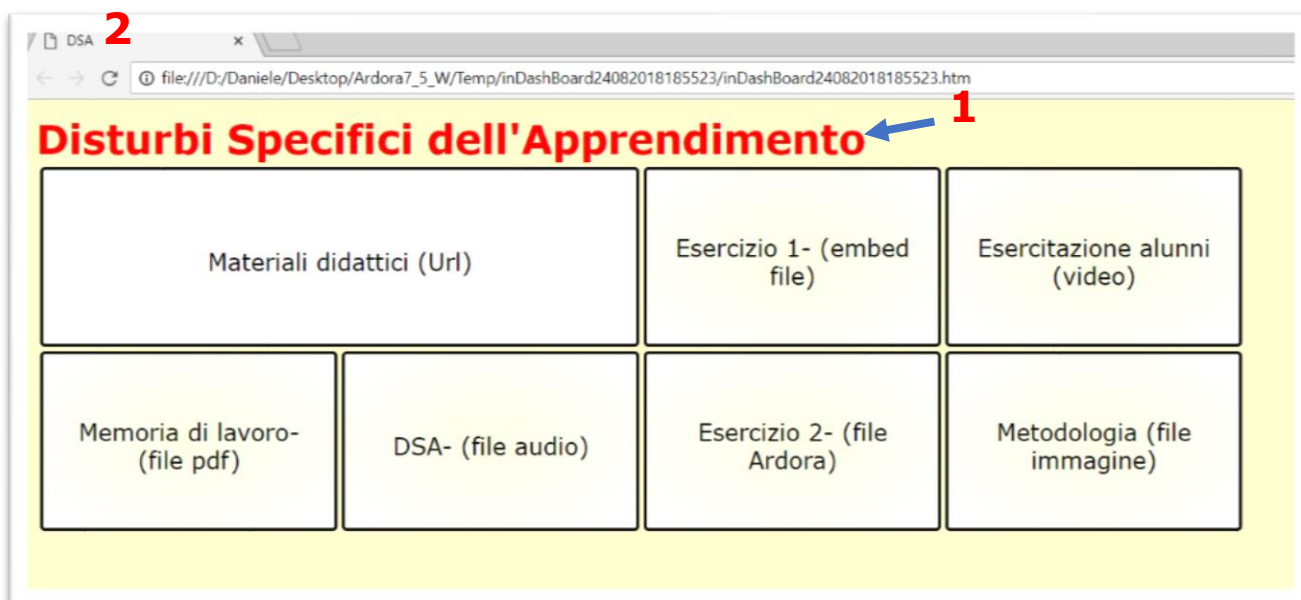 DSA 2
file:///D:/Daniele/Desktop/Ardora7_5_W/Temp/inDashBoard24082018185523/inDashBoard24082018185523.htm
1
Disturbi Specifici dell'Apprendimento
Materiali didattici (Url)
Esercizio 1- (embed
file)
Esercitazione alunni
(video)
Memoria di lavoro-
(file pdf)
DSA- (file audio)
Esercizio 2- (file
Ardora)
Metodologia (file
immagine)